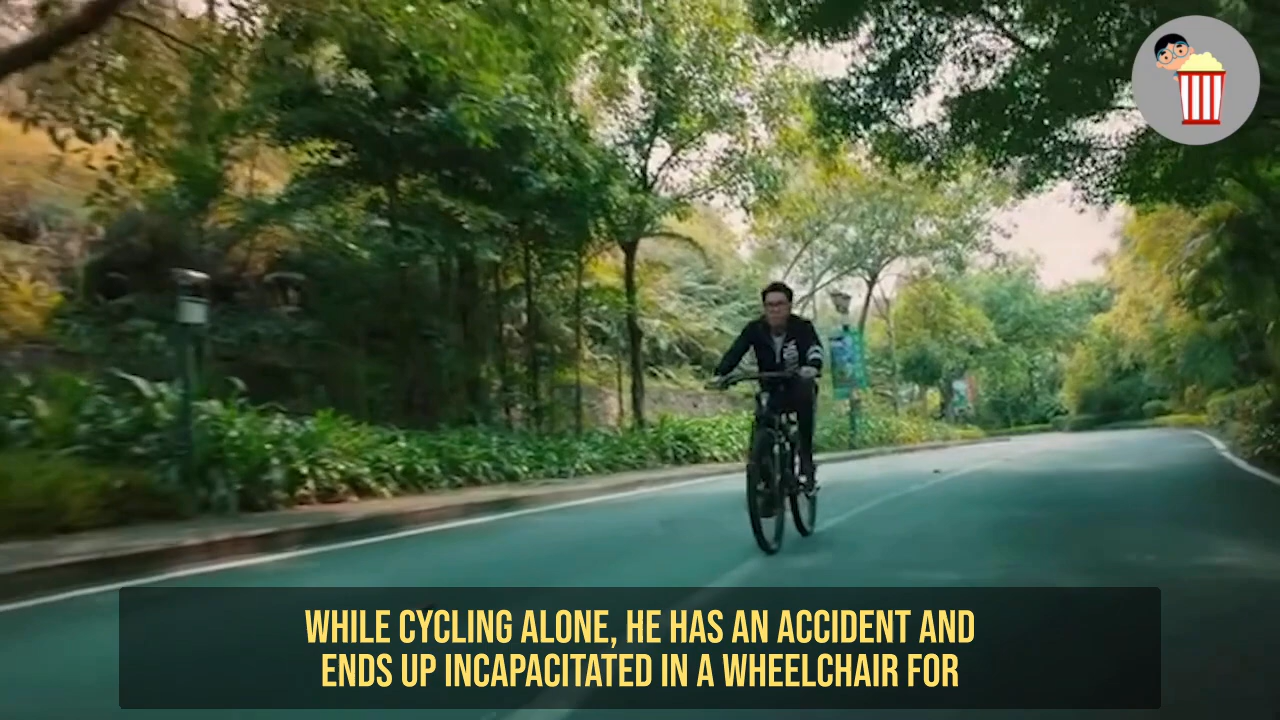 WHILE CYCLING ALONE, HE HAS AN ACCIDENT AND
ENDS UP INCAPACITATED IN A WHEELCHAIR FOR